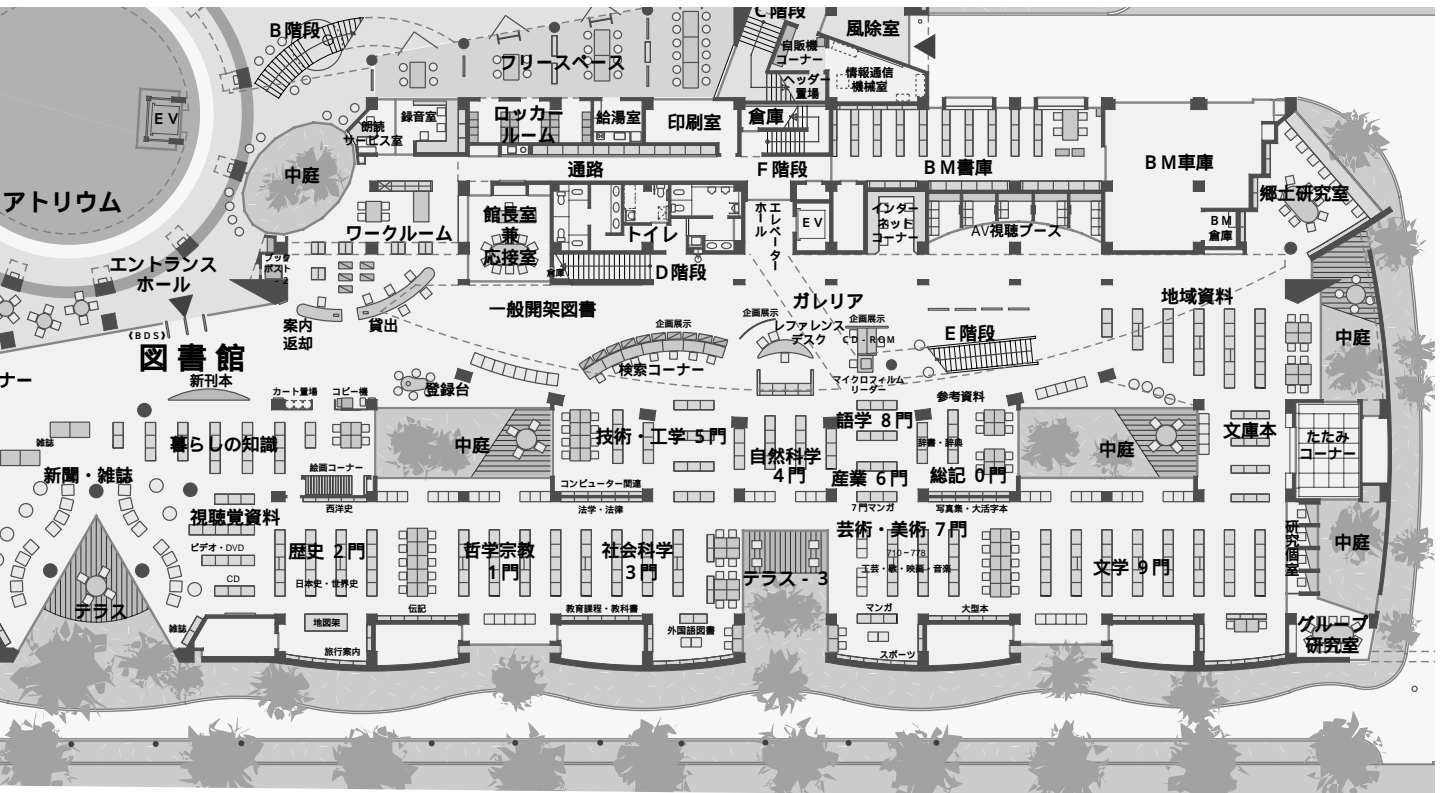 B階段
C階段
風除室
自販機
コーナー
フリースペース
情報通信
機械室
ヘッダー
置場
EV
録音室
ロッカー
ルーム
給湯室
印刷室
倉庫
朗読
サービス室
通路
F階段
BM書庫
BM車庫
中庭
アトリウム
郷土研究室
館長室
兼
応接室
エレベーター
ホール
EV
インター
ネット
コーナー
BM
倉庫
ワークルーム
トイレ
AV視聴ブース
エントランス
ホール
ブック
ポスト
-2
倉庫
D階段
ガレリア
地域資料
一般開架図書
案内
返却
貸出
企画展示
企画展示
企画展示
レファレンス
デスク
CD-ROM
E階段
中庭
《BDS》
図書館
検索コーナー
ナー
新刊本
カート置場
コピー機
登録台
マイクロフィルム
リーダー
参考資料
雑誌
暮らしの知識
中庭
技術・工学 5門
語学 8門
辞書・辞典
中庭
文庫本
たたみ
コーナー
自然科学
4門
新聞・雑誌
絵画コーナー
コンピューター関連
産業 6門
総記 0門
西洋史
法学・法律
7門マンガ
写真集・大活字本
視聴覚資料
芸術・美術 7門
研究個室
中庭
ビデオ・DVD
歴史 2門
哲学宗教
1門
社会科学
3門
710~778
工芸・歌・映画・音楽
文学 9門
CD
日本史・世界史
テラス-3
テラス
伝記
教育課程・教科書
マンガ
大型本
雑誌
地図架
外国語図書
グループ
研究室
旅行案内
スポーツ